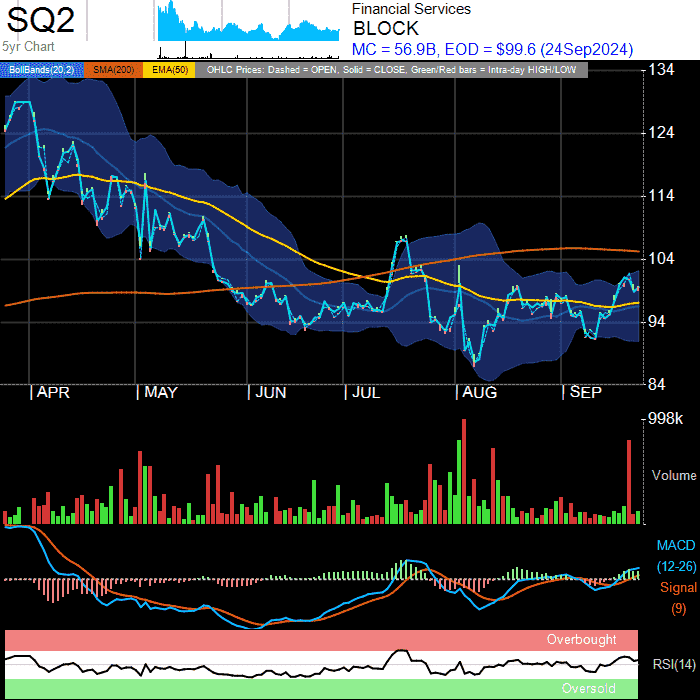 SQ2
5yr Chart
Financial Services
BLOCK
MC = 56.9B, EOD = $99.6 (24Sep2024)
BollBands(20,2) SMA(200) EMA(50) OHLC Prices: Dashed = OPEN, Solid = CLOSE, Green/Red bars = Intra-day HIGH/LOW
134
124
114
104
94
84
|APR |MAY |JUN |JUL |AUG |SEP
998k
Volume
MACD
(12-26)
Signal
(9)
Overbought
RSI(14)
Oversold